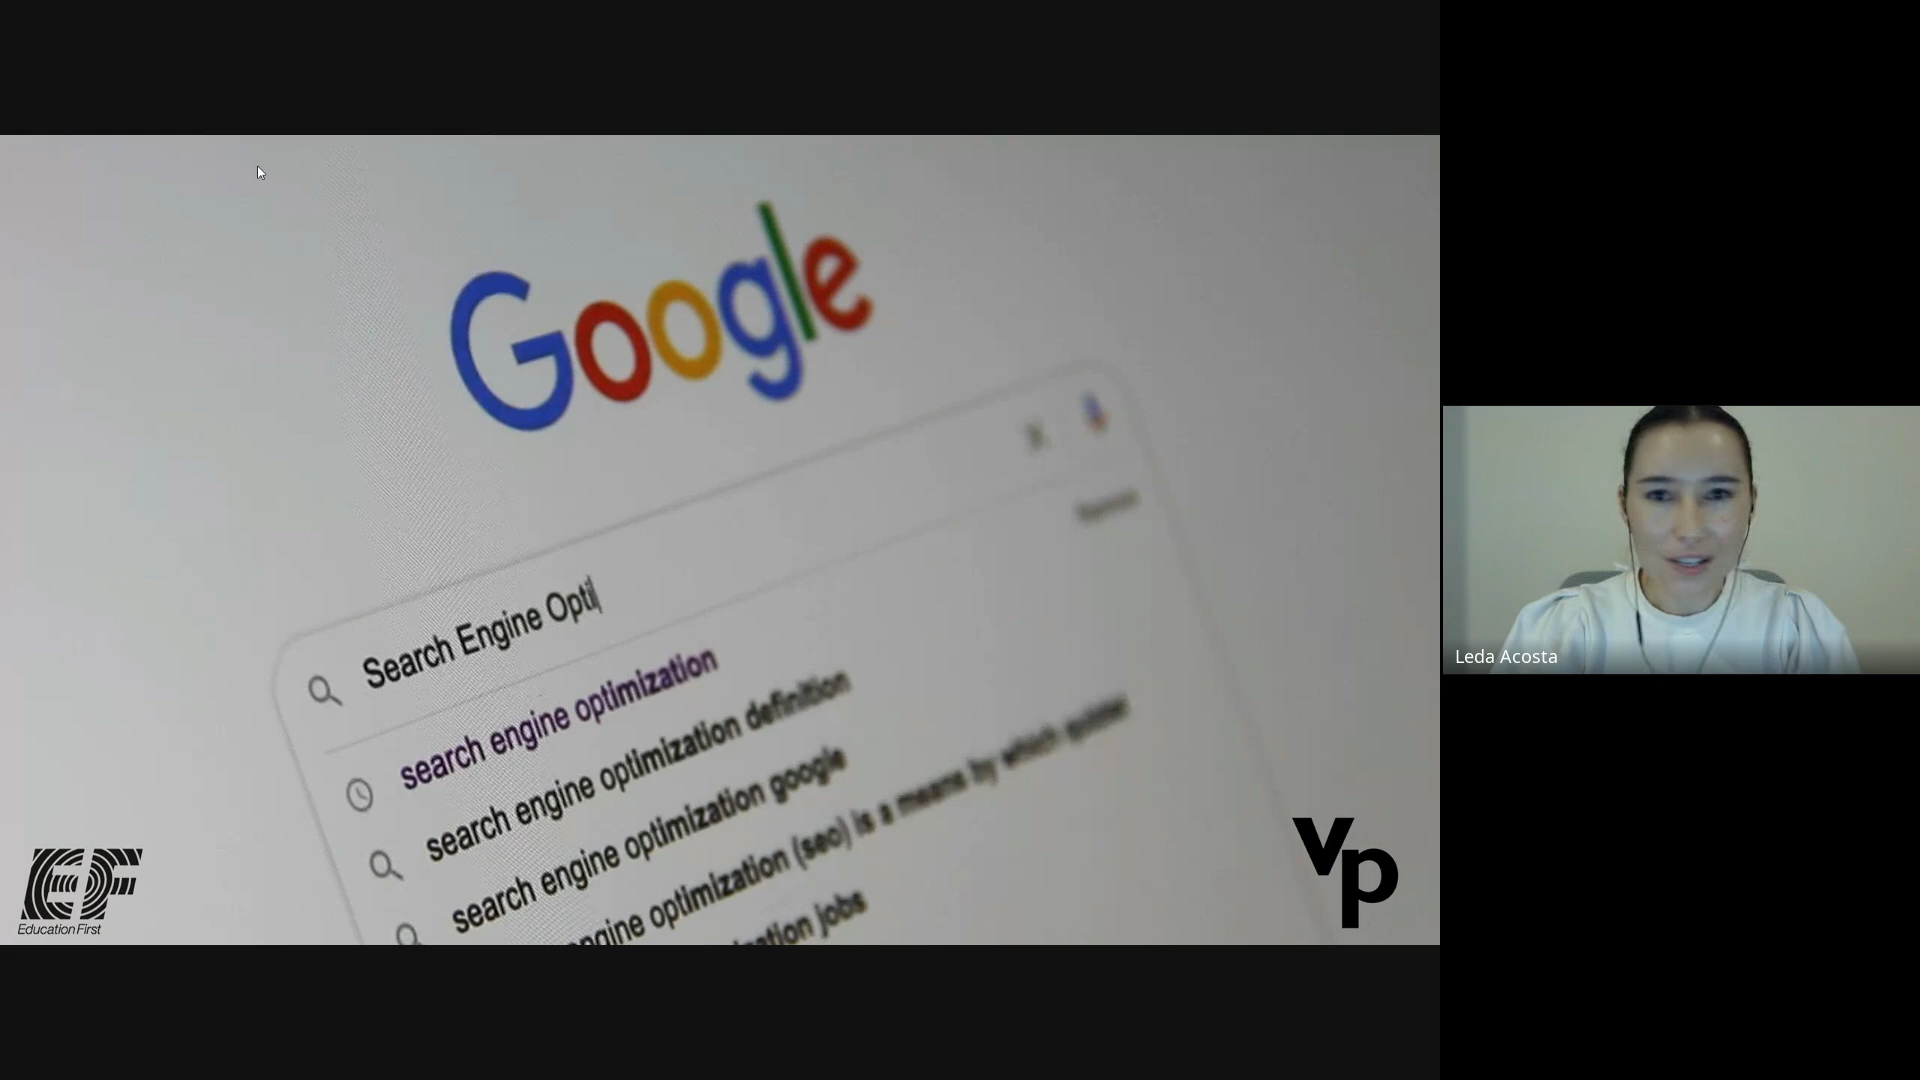 Google
Search Engine Opti
search engine optimization
search engine optimization definition
search engine optimization google
engine optimization (seo) is a means by which
jobs
EF
Education First
vp
Leda Acosta